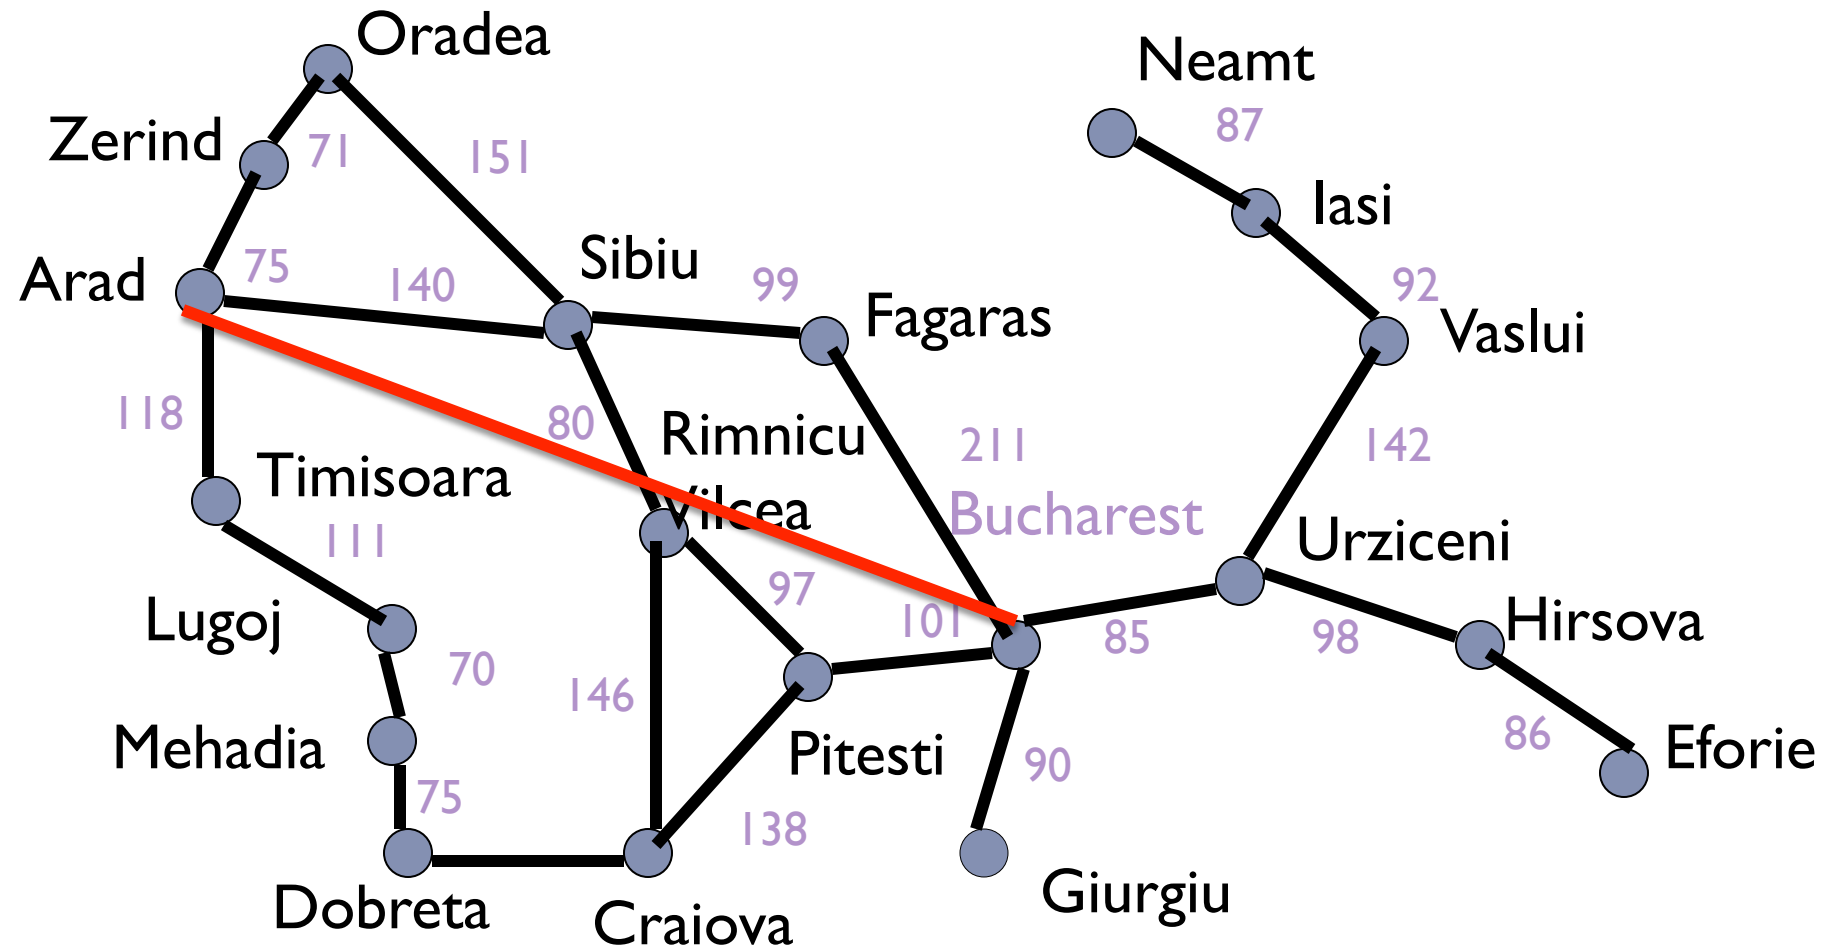 Oradea
Neamt
87
Zerind
71
151
Iasi
Sibiu
Arad
75
140
99
92
Fagaras
Vaslui
118
80
Rimnicu
Vilcea
211
142
Timisoara
111
Bucharest
Urziceni
97
Lugoj
101
85
98
Hirsova
70
146
Mehadia
Pitesti
90
86
Eforie
75
138
Dobreta
Craiova
Giurgiu